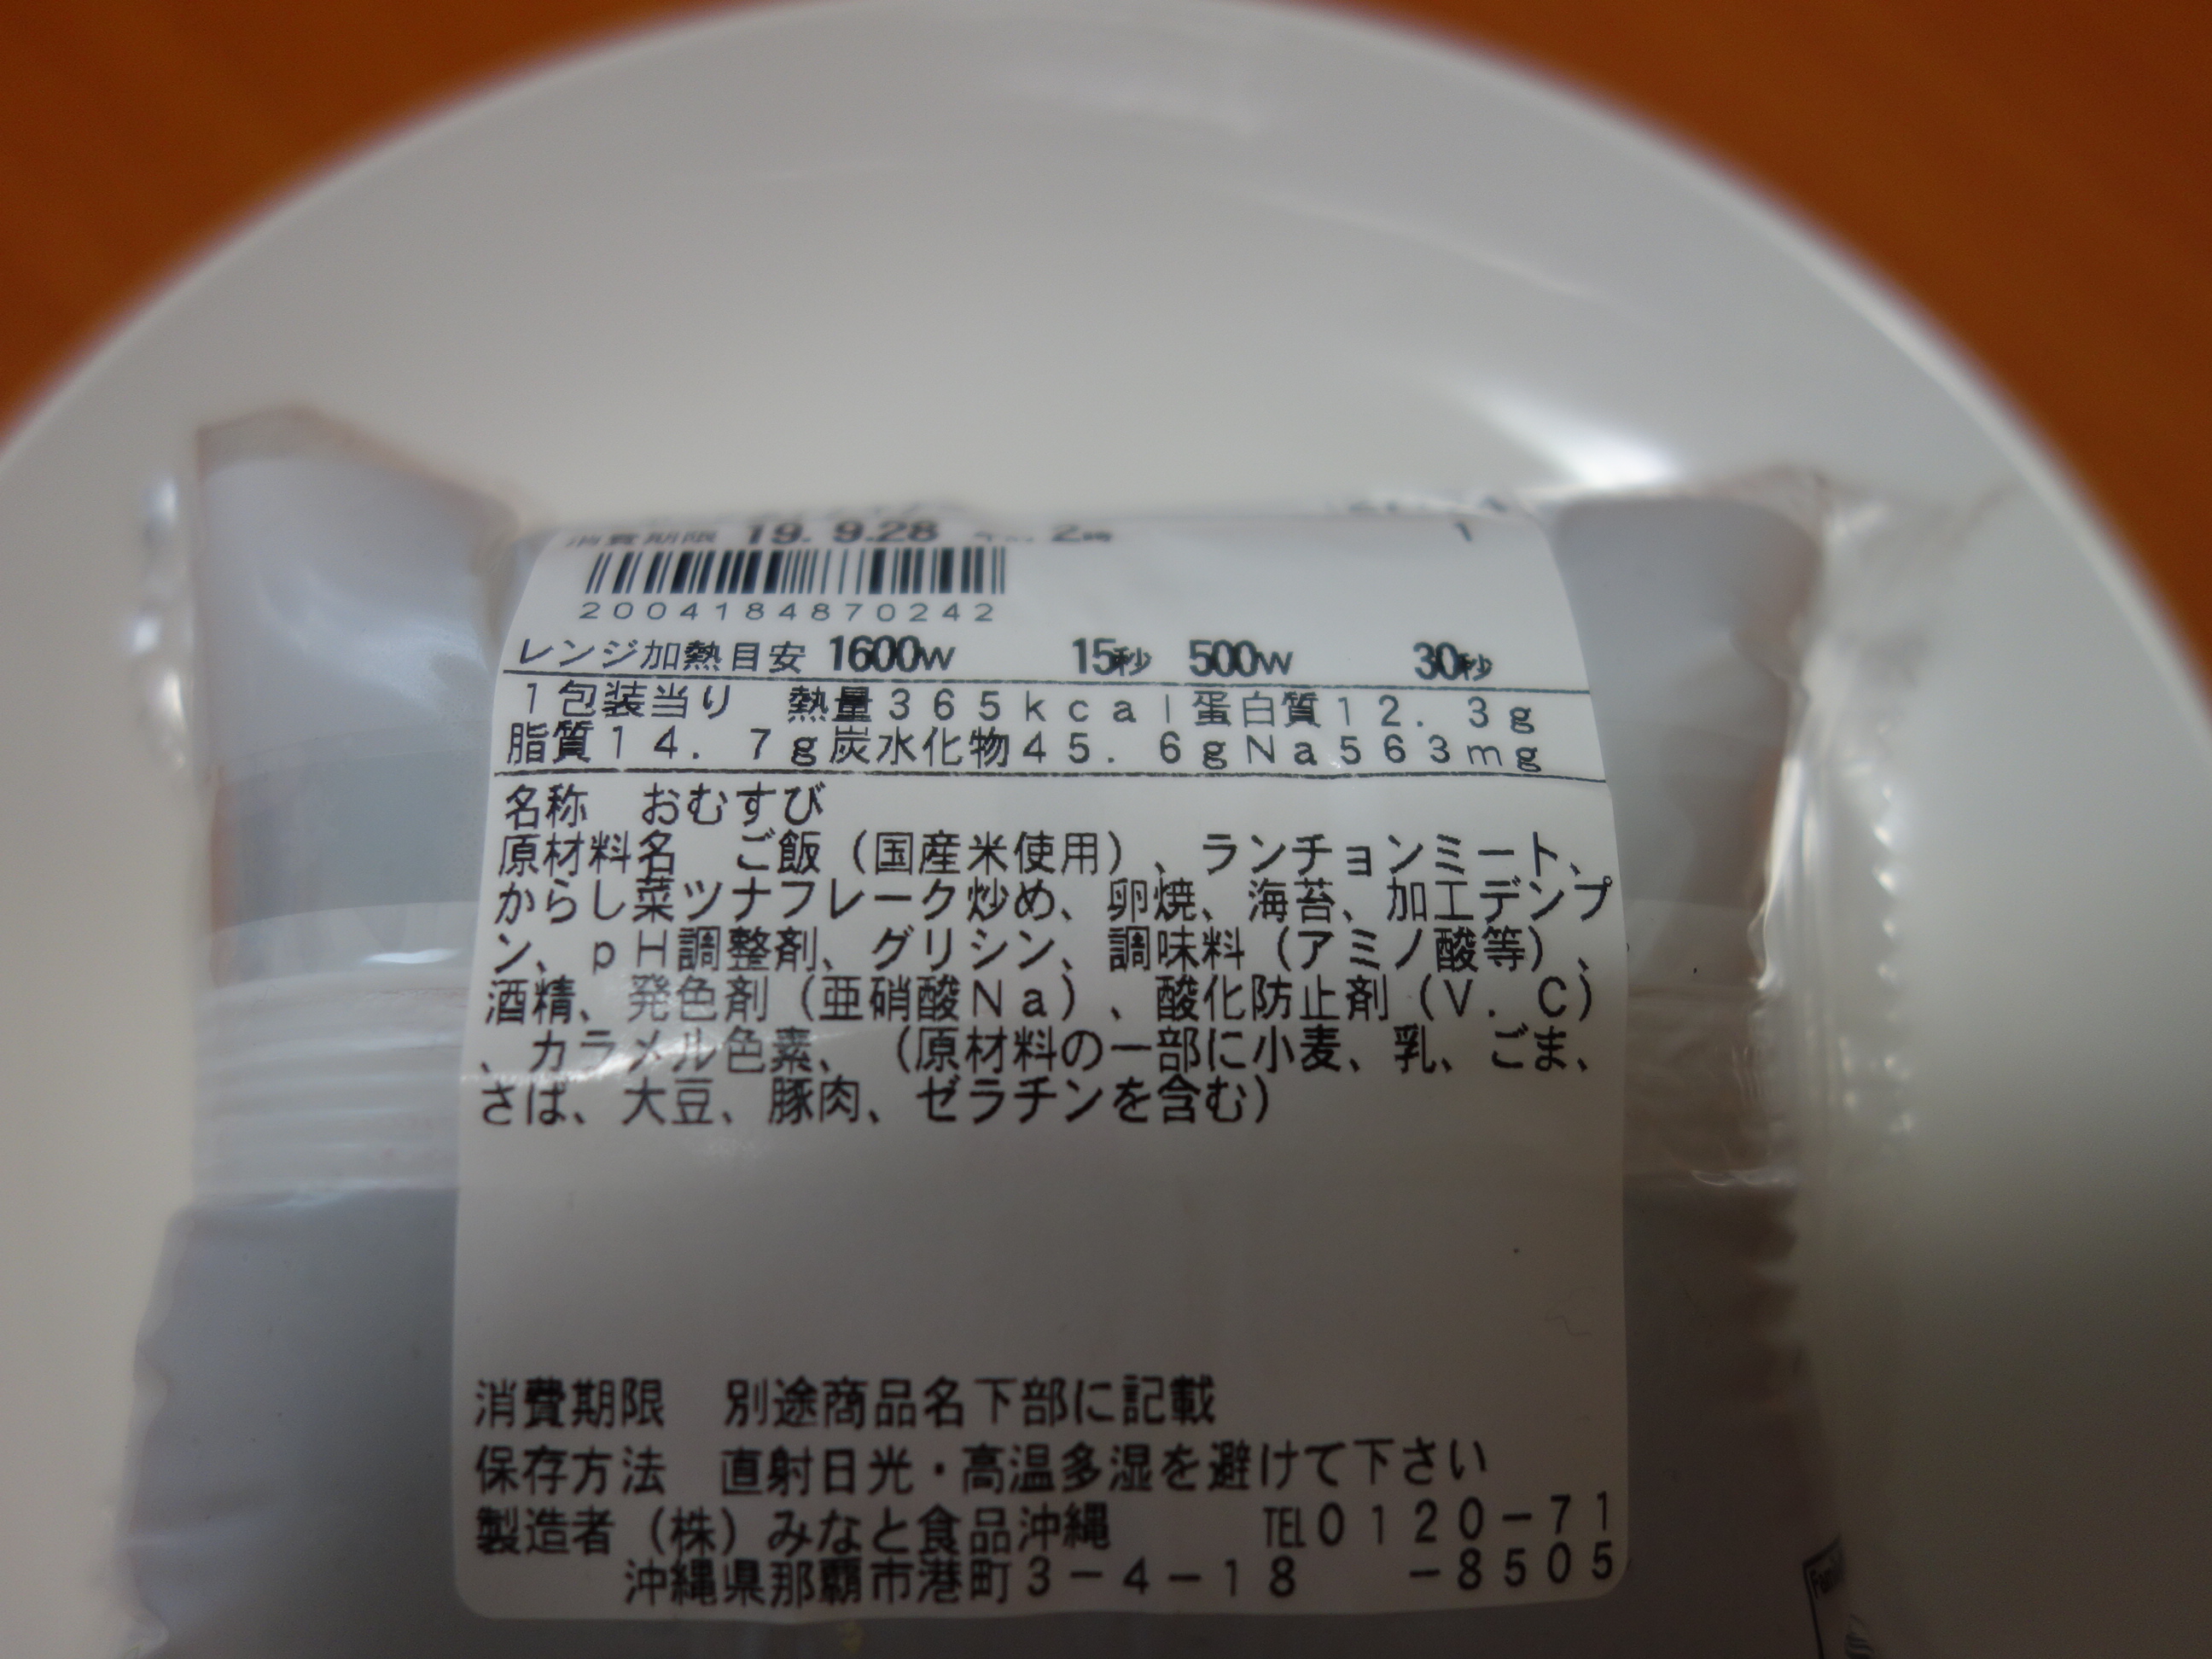 消費期限 19. 9.28 2時
1
2004184870242
レンジ加熱目安 1600W 15秒 500W 30秒
1包装当り 熱量365kcal蛋白質12.3g
脂質14.7g炭水化物45.6gNa563mg
名称 おむすび
原材料名 ご飯(国産米使用)、ランチョンミート、
からし菜ツナフレーク炒め、卵焼、海苔、加工デンプ
ン、pH調整剤、グリシン、調味料(アミノ酸等)、
酒精、発色剤(亜硝酸Na)、酸化防止剤(V.C)
、カラメル色素、(原材料の一部に小麦、乳、ごま、
さば、大豆、豚肉、ゼラチンを含む)
消費期限 別途商品名下部に記載
保存方法 直射日光・高温多湿を避けて下さい
製造者(株)みなと食品沖縄 TEL0120-71
沖縄県那覇市港町3-4-18 -8505